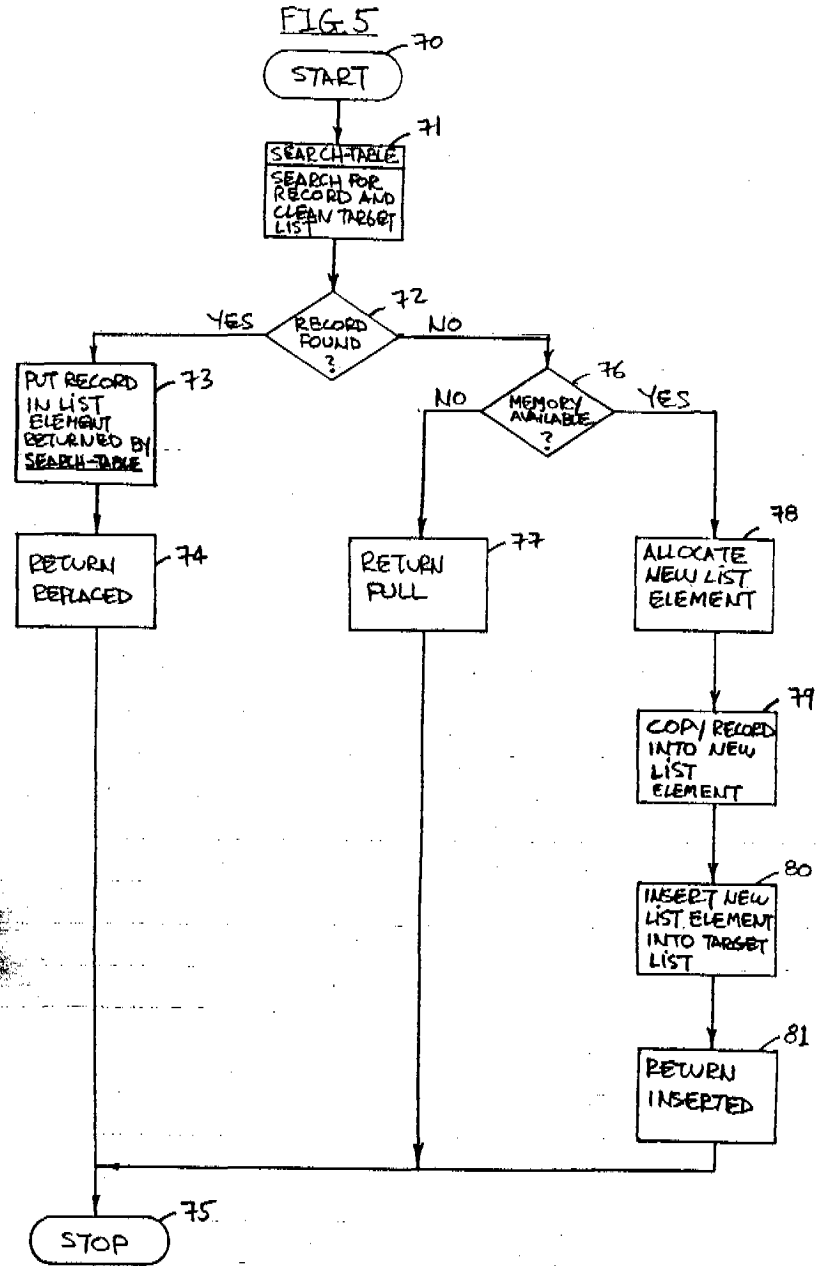 FIG. 5
70
START
71
SEARCH-TABLE
SEARCH FOR
RECORD AND
CLEAN TARGET
LIST
72
YES
RECORD
FOUND
?
NO
73
PUT RECORD
IN LIST
ELEMENT
RETURNED BY
SEARCH-TABLE
76
NO
MEMORY
AVAILABLE
?
YES
74
RETURN
REPLACED
77
RETURN
FULL
78
ALLOCATE
NEW LIST
ELEMENT
79
COPY RECORD
INTO NEW
LIST
ELEMENT
80
INSERT NEW
LIST ELEMENT
INTO TARGET
LIST
81
RETURN
INSERTED
75
STOP